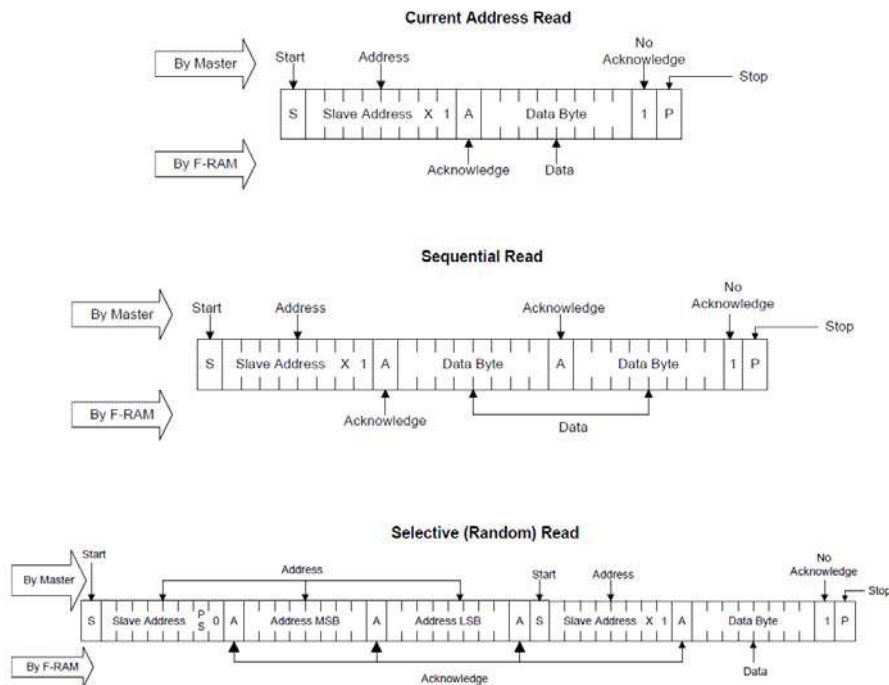 Current Address Read
By Master
Start
Address
No
Acknowledge
Stop
S Slave Address X 1 A Data Byte 1 P
By F-RAM
Acknowledge
Data
Sequential Read
By Master
Start
Address
Acknowledge
No
Acknowledge
Stop
S Slave Address X 1 A Data Byte A Data Byte 1 P
By F-RAM
Acknowledge
Data
Selective (Random) Read
By Master
Start
Address
Start
Address
No
Acknowledge
Stop
S Slave Address PS 0 A Address MSB A Address LSB A S Slave Address X 1 A Data Byte 1 P
By F-RAM
Acknowledge
Data